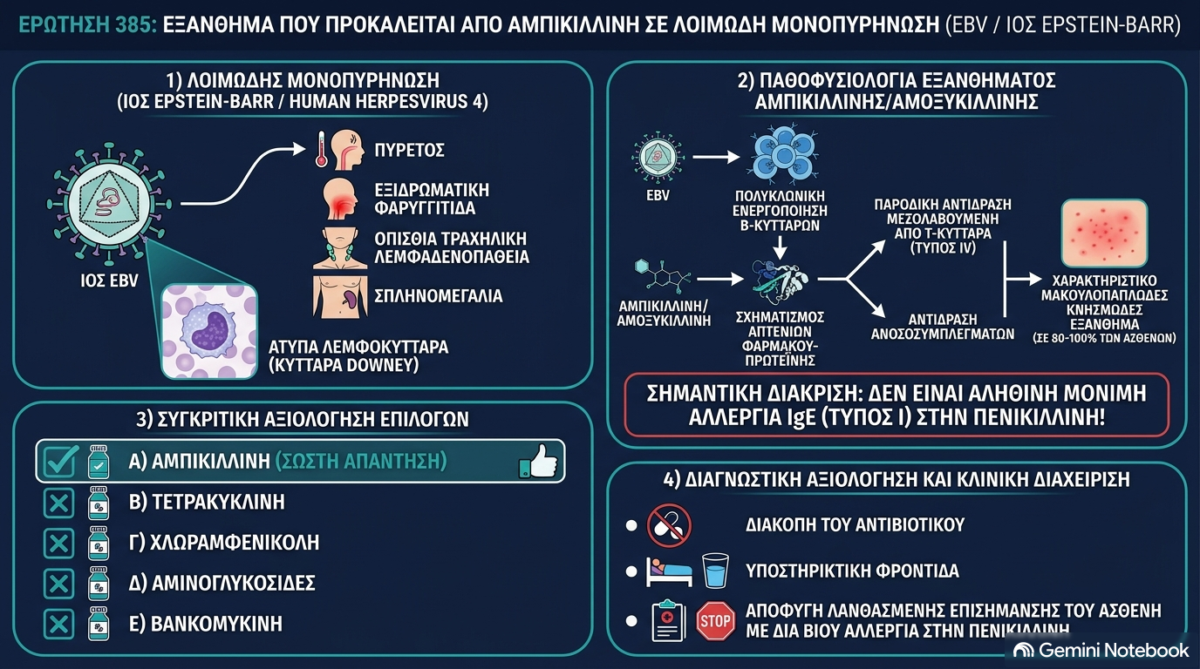 ΕΡΩΤΗΣΗ 385: ΕΞΑΝΘΗΜΑ ΠΟΥ ΠΡΟΚΑΛΕΙΤΑΙ ΑΠΟ ΑΜΠΙΚΙΛΛΙΝΗ ΣΕ ΛΟΙΜΩΔΗ ΜΟΝΟΠΥΡΗΝΩΣΗ (EBV / ΙΟΣ EPSTEIN-BARR)
1) ΛΟΙΜΩΔΗΣ ΜΟΝΟΠΥΡΗΝΩΣΗ
(ΙΟΣ EPSTEIN-BARR / HUMAN HERPESVIRUS 4)
ΠΥΡΕΤΟΣ
ΕΞΙΔΡΩΜΑΤΙΚΗ
ΦΑΡΥΓΓΙΤΙΔΑ
ΟΠΙΣΘΙΑ ΤΡΑΧΗΛΙΚΗ
ΛΕΜΦΑΔΕΝΟΠΑΘΕΙΑ
ΣΠΛΗΝΟΜΕΓΑΛΙΑ
ΙΟΣ EBV
ΑΤΥΠΑ ΛΕΜΦΟΚΥΤΤΑΡΑ
(ΚΥΤΤΑΡΑ DOWNEY)
2) ΠΑΘΟΦΥΣΙΟΛΟΓΙΑ ΕΞΑΝΘΗΜΑΤΟΣ
ΑΜΠΙΚΙΛΛΙΝΗΣ/ΑΜΟΞΥΚΙΛΛΙΝΗΣ
EBV
ΠΟΛΥΚΛΩΝΙΚΗ
ΕΝΕΡΓΟΠΟΙΗΣΗ
Β-ΚΥΤΤΑΡΩΝ
ΑΜΠΙΚΙΛΛΙΝΗ/
ΑΜΟΞΥΚΙΛΛΙΝΗ
ΣΧΗΜΑΤΙΣΜΟΣ
ΑΠΤΕΝΙΩΝ
ΦΑΡΜΑΚΟΥ-
ΠΡΩΤΕΪΝΗΣ
ΠΑΡΟΔΙΚΗ ΑΝΤΙΔΡΑΣΗ
ΜΕΖΟΛΑΒΟΥΜΕΝΗ
ΑΠΟ Τ-ΚΥΤΤΑΡΑ
(ΤΥΠΟΣ IV)
ΑΝΤΙΔΡΑΣΗ
ΑΝΟΣΟΣΥΜΠΛΕΓΜΑΤΩΝ
ΧΑΡΑΚΤΗΡΙΣΤΙΚΟ
ΜΑΚΟΥΛΟΠΑΠΛΩΔΕΣ
ΚΝΗΣΜΩΔΕΣ
ΕΞΑΝΘΗΜΑ
(ΣΕ 80-100% ΤΩΝ ΑΖΘΕΝΩΝ)
ΣΗΜΑΝΤΙΚΗ ΔΙΑΚΡΙΣΗ: ΔΕΝ ΕΙΝΑΙ ΑΛΗΘΙΝΗ ΜΟΝΙΜΗ
ΑΛΛΕΡΓΙΑ IgE (ΤΥΠΟΣ Ι) ΣΤΗΝ ΠΕΝΙΚΙΛΛΙΝΗ!
3) ΣΥΓΚΡΙΤΙΚΗ ΑΞΙΟΛΟΓΗΣΗ ΕΠΙΛΟΓΩΝ
Α) ΑΜΠΙΚΙΛΛΙΝΗ (ΣΩΣΤΗ ΑΠΑΝΤΗΣΗ)
Β) ΤΕΤΡΑΚΥΚΛΙΝΗ
Γ) ΧΛΩΡΑΜΦΕΝΙΚΟΛΗ
Δ) ΑΜΙΝΟΓΛΥΚΟΣΙΔΕΣ
Ε) ΒΑΝΚΟΜΥΚΙΝΗ
4) ΔΙΑΓΝΩΣΤΙΚΗ ΑΞΙΟΛΟΓΗΣΗ ΚΑΙ ΚΛΙΝΙΚΗ ΔΙΑΧΕΙΡΙΣΗ
ΔΙΑΚΟΠΗ ΤΟΥ ΑΝΤΙΒΙΟΤΙΚΟΥ
ΥΠΟΣΤΗΡΙΚΤΙΚΗ ΦΡΟΝΤΙΔΑ
STOP
ΑΠΟΦΥΓΗ ΛΑΝΘΑΣΜΕΝΗΣ ΕΠΙΣΗΜΑΝΣΗΣ ΤΟΥ ΑΣΘΕΝΗ
ΜΕ ΔΙΑ ΒΙΟΥ ΑΛΛΕΡΓΙΑ ΣΤΗΝ ΠΕΝΙΚΙΛΛΙΝΗ
Gemini Notebook